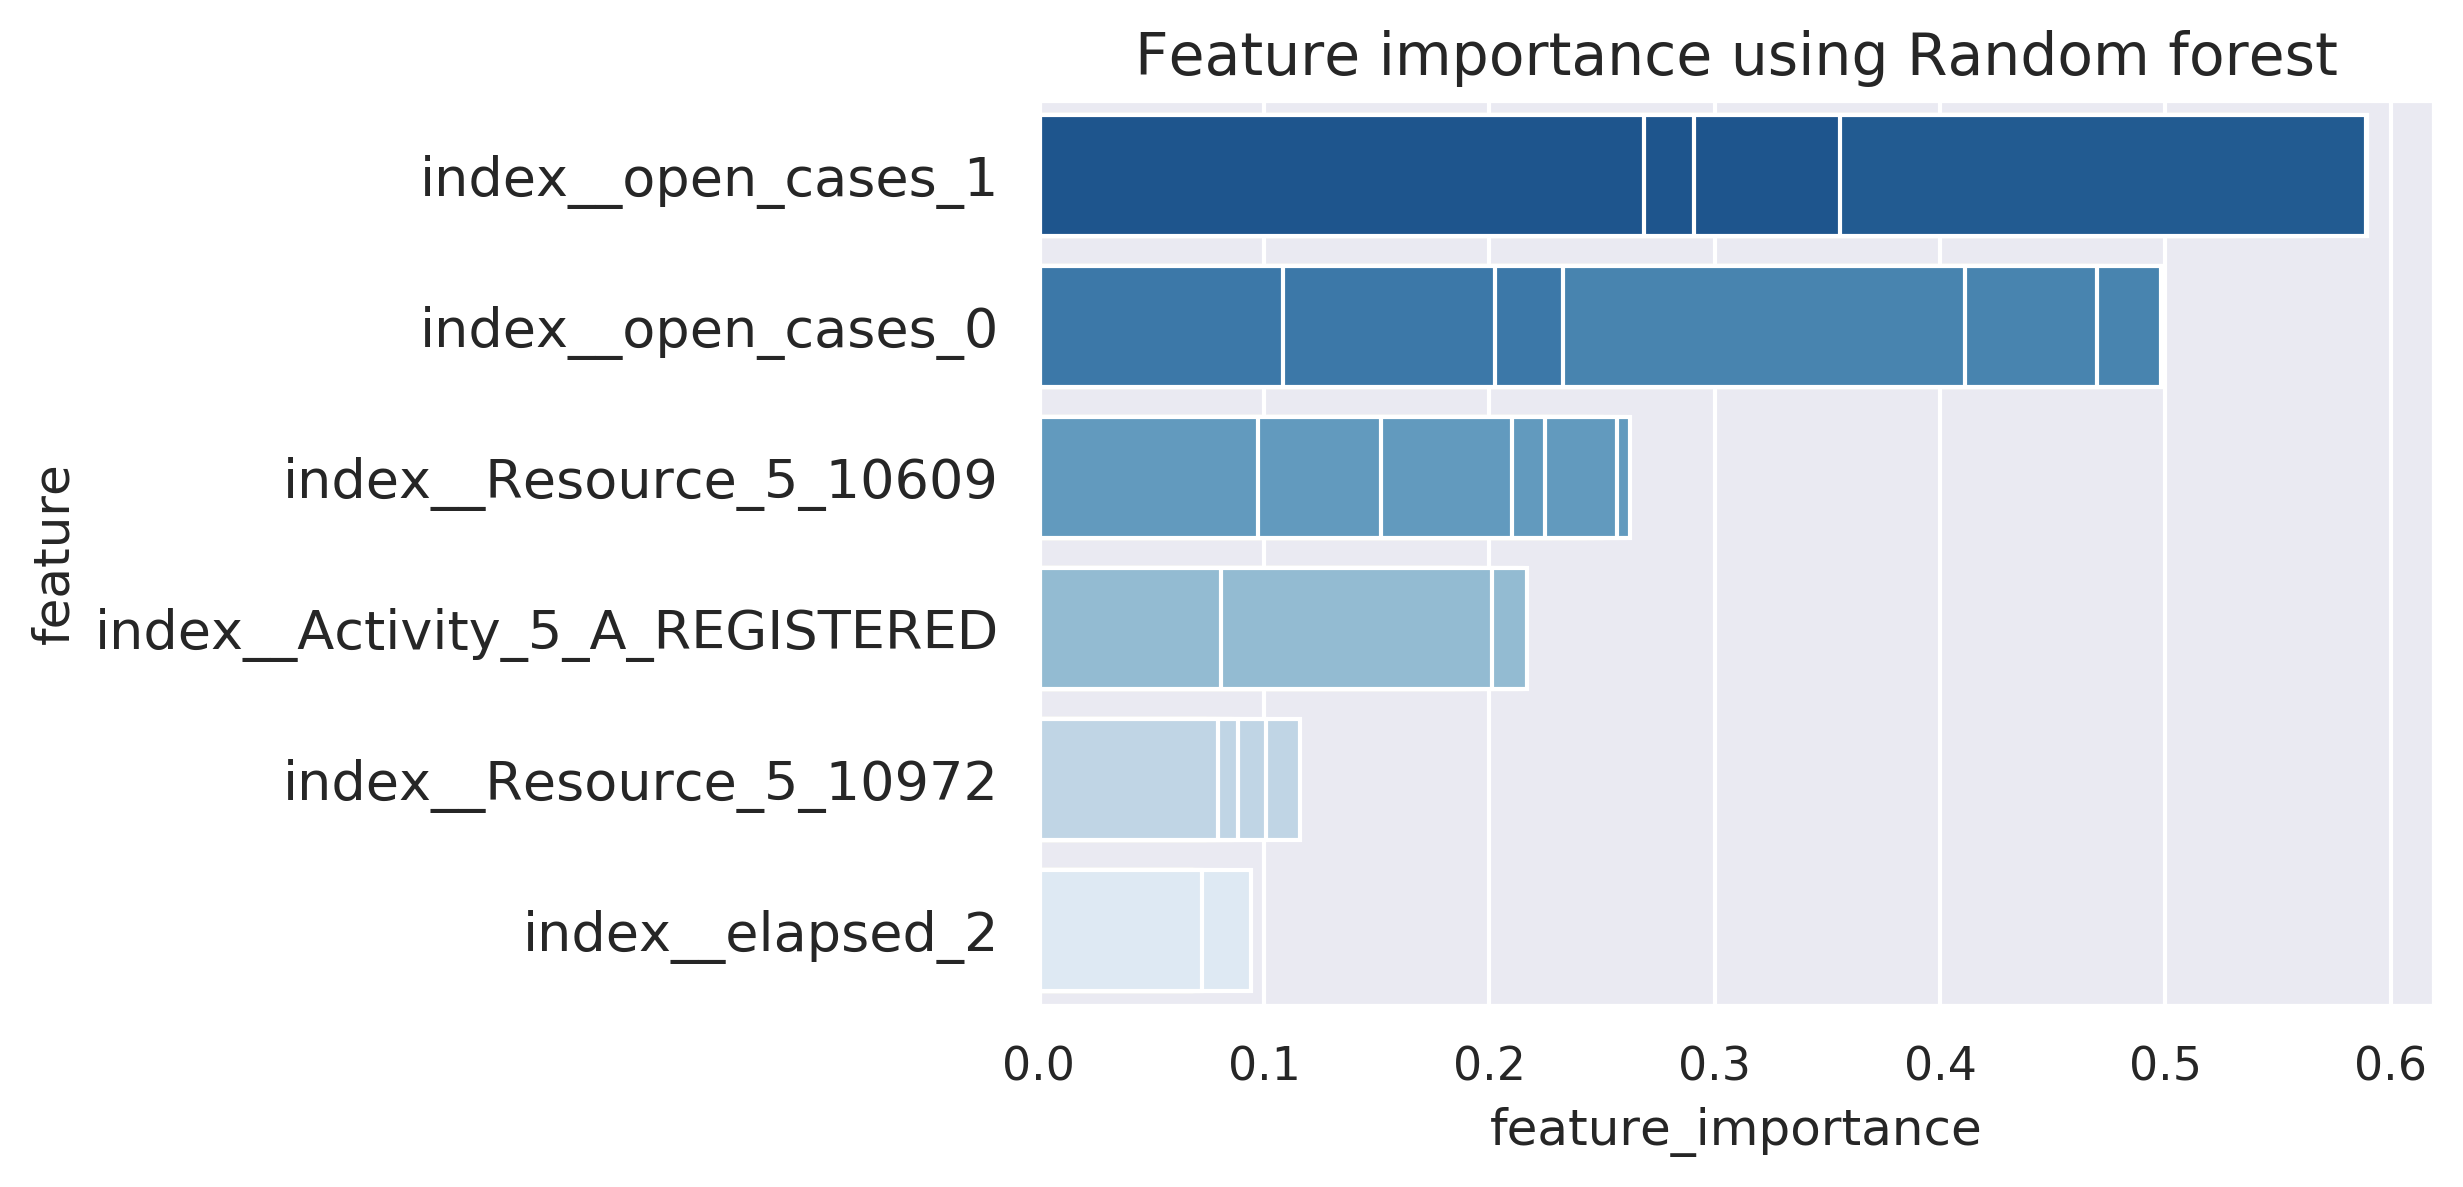 Feature importance using Random forest
index__open_cases_1
index__open_cases_0
index__Resource_5_10609
index__Activity_5_A_REGISTERED
index__Resource_5_10972
index__elapsed_2
feature
0.0 0.1 0.2 0.3 0.4 0.5 0.6
feature_importance